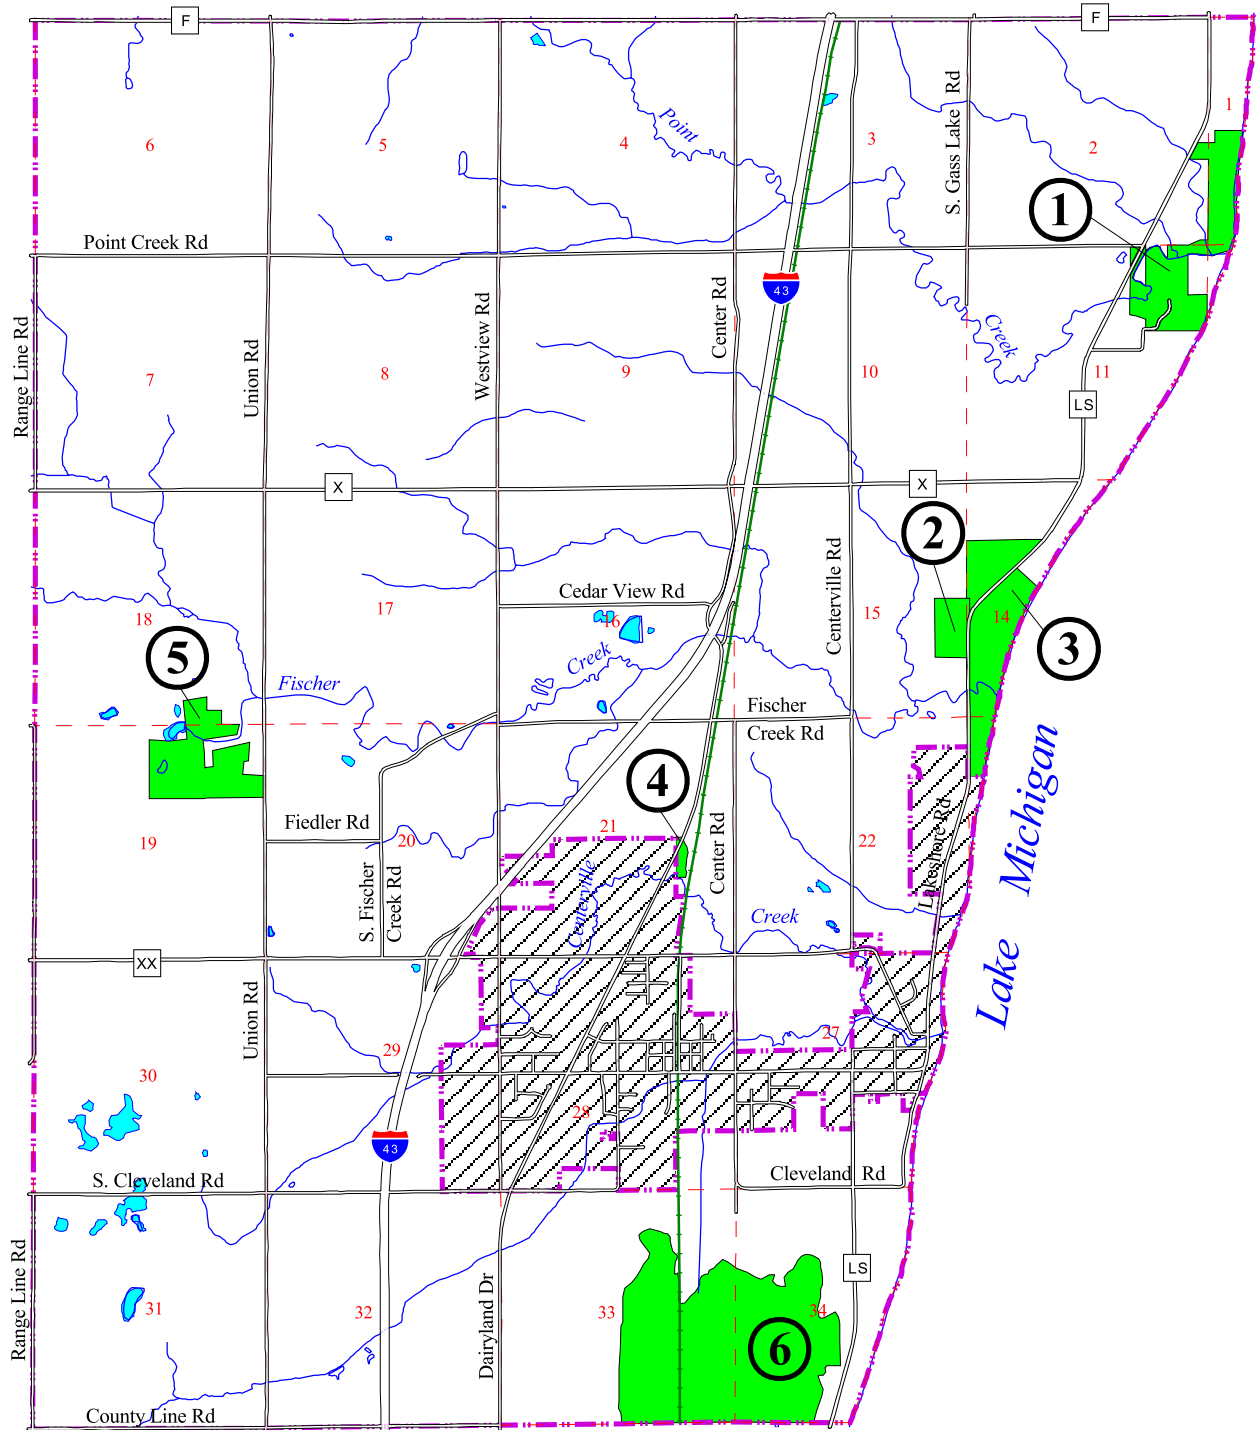 F
F
1
6
5
4
3
2
Point
S. Gass Lake Rd
1
Point Creek Rd
43
Center Rd
Westview Rd
Range Line Rd
Union Rd
Creek
7
8
9
10
11
LS
X
X
2
Cedar View Rd
Centerville Rd
18
17
16
15
14
3
5
Creek
Fischer
Fischer
Creek Rd
4
Lake Michigan
Fiedler Rd
Center Rd
Lakeshore Rd
19
20
21
22
S. Fischer
Creek Rd
Centerville
Creek
XX
Union Rd
30
29
28
27
43
S. Cleveland Rd
Cleveland Rd
Range Line Rd
Dairyland Dr
LS
31
32
33
34
6
County Line Rd